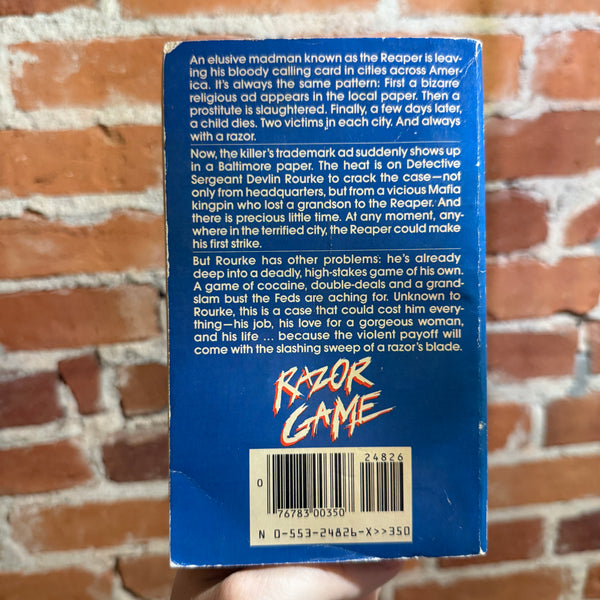 An elusive madman known as the Reaper is leav-
ing his bloody calling card in cities across Amer-
ica. It's always the same pattern: First a bizarre
religious ad appears in the local paper. Then a
prostitute is slaughtered. Finally, a few days later,
a child dies. Two victims in each city. And always
with a razor.
Now, the killer's trademark ad suddenly shows up
in a Baltimore paper. The heat is on Detective
Sergeant Devlin Rourke to crack the case—not
only from headquarters, but from a vicious Mafia
kingpin who lost a grandson to the Reaper. And
there is precious little time. At any moment, any-
where in the terrified city, the Reaper could make
his first strike.
But Rourke has other problems: he's already
deep into a deadly, high-stakes game of his own.
A game of cocaine, double-deals and a grand-
slam bust the Feds are aching for. Unknown to
Rourke, this is a case that could cost him every-
thing—his job, his love for a gorgeous woman,
and his life ... because the violent payoff will
come with the slashing sweep of a razor's blade.
RAZOR
GAME
24826
0
76783 00350
N 0-553-24826-X>>350